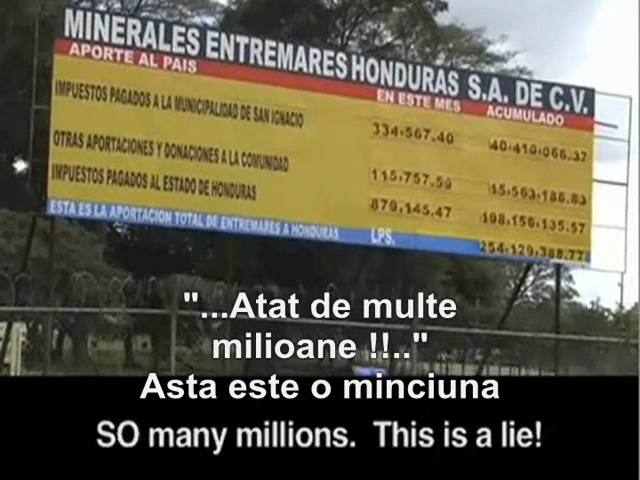 MINERALES ENTREMARES HONDURAS S.A. DE C.V.
APORTE AL PAIS EN ESTE MES ACUMULADO
IMPUESTOS PAGADOS A LA MUNICIPALIDAD DE SAN IGNACIO 334,567.40 40,410,066.37
OTRAS APORTACIONES Y DONACIONES A LA COMUNIDAD 115,757.59 15,563,186.83
IMPUESTOS PAGADOS AL ESTADO DE HONDURAS 879,145.47 198,156,135.57
ESTA ES LA APORTACION TOTAL DE ENTREMARES A HONDURAS LPS. 254,129,388.77
"...Atat de multe
milioane !!.."
Asta este o minciuna
SO many millions. This is a lie!